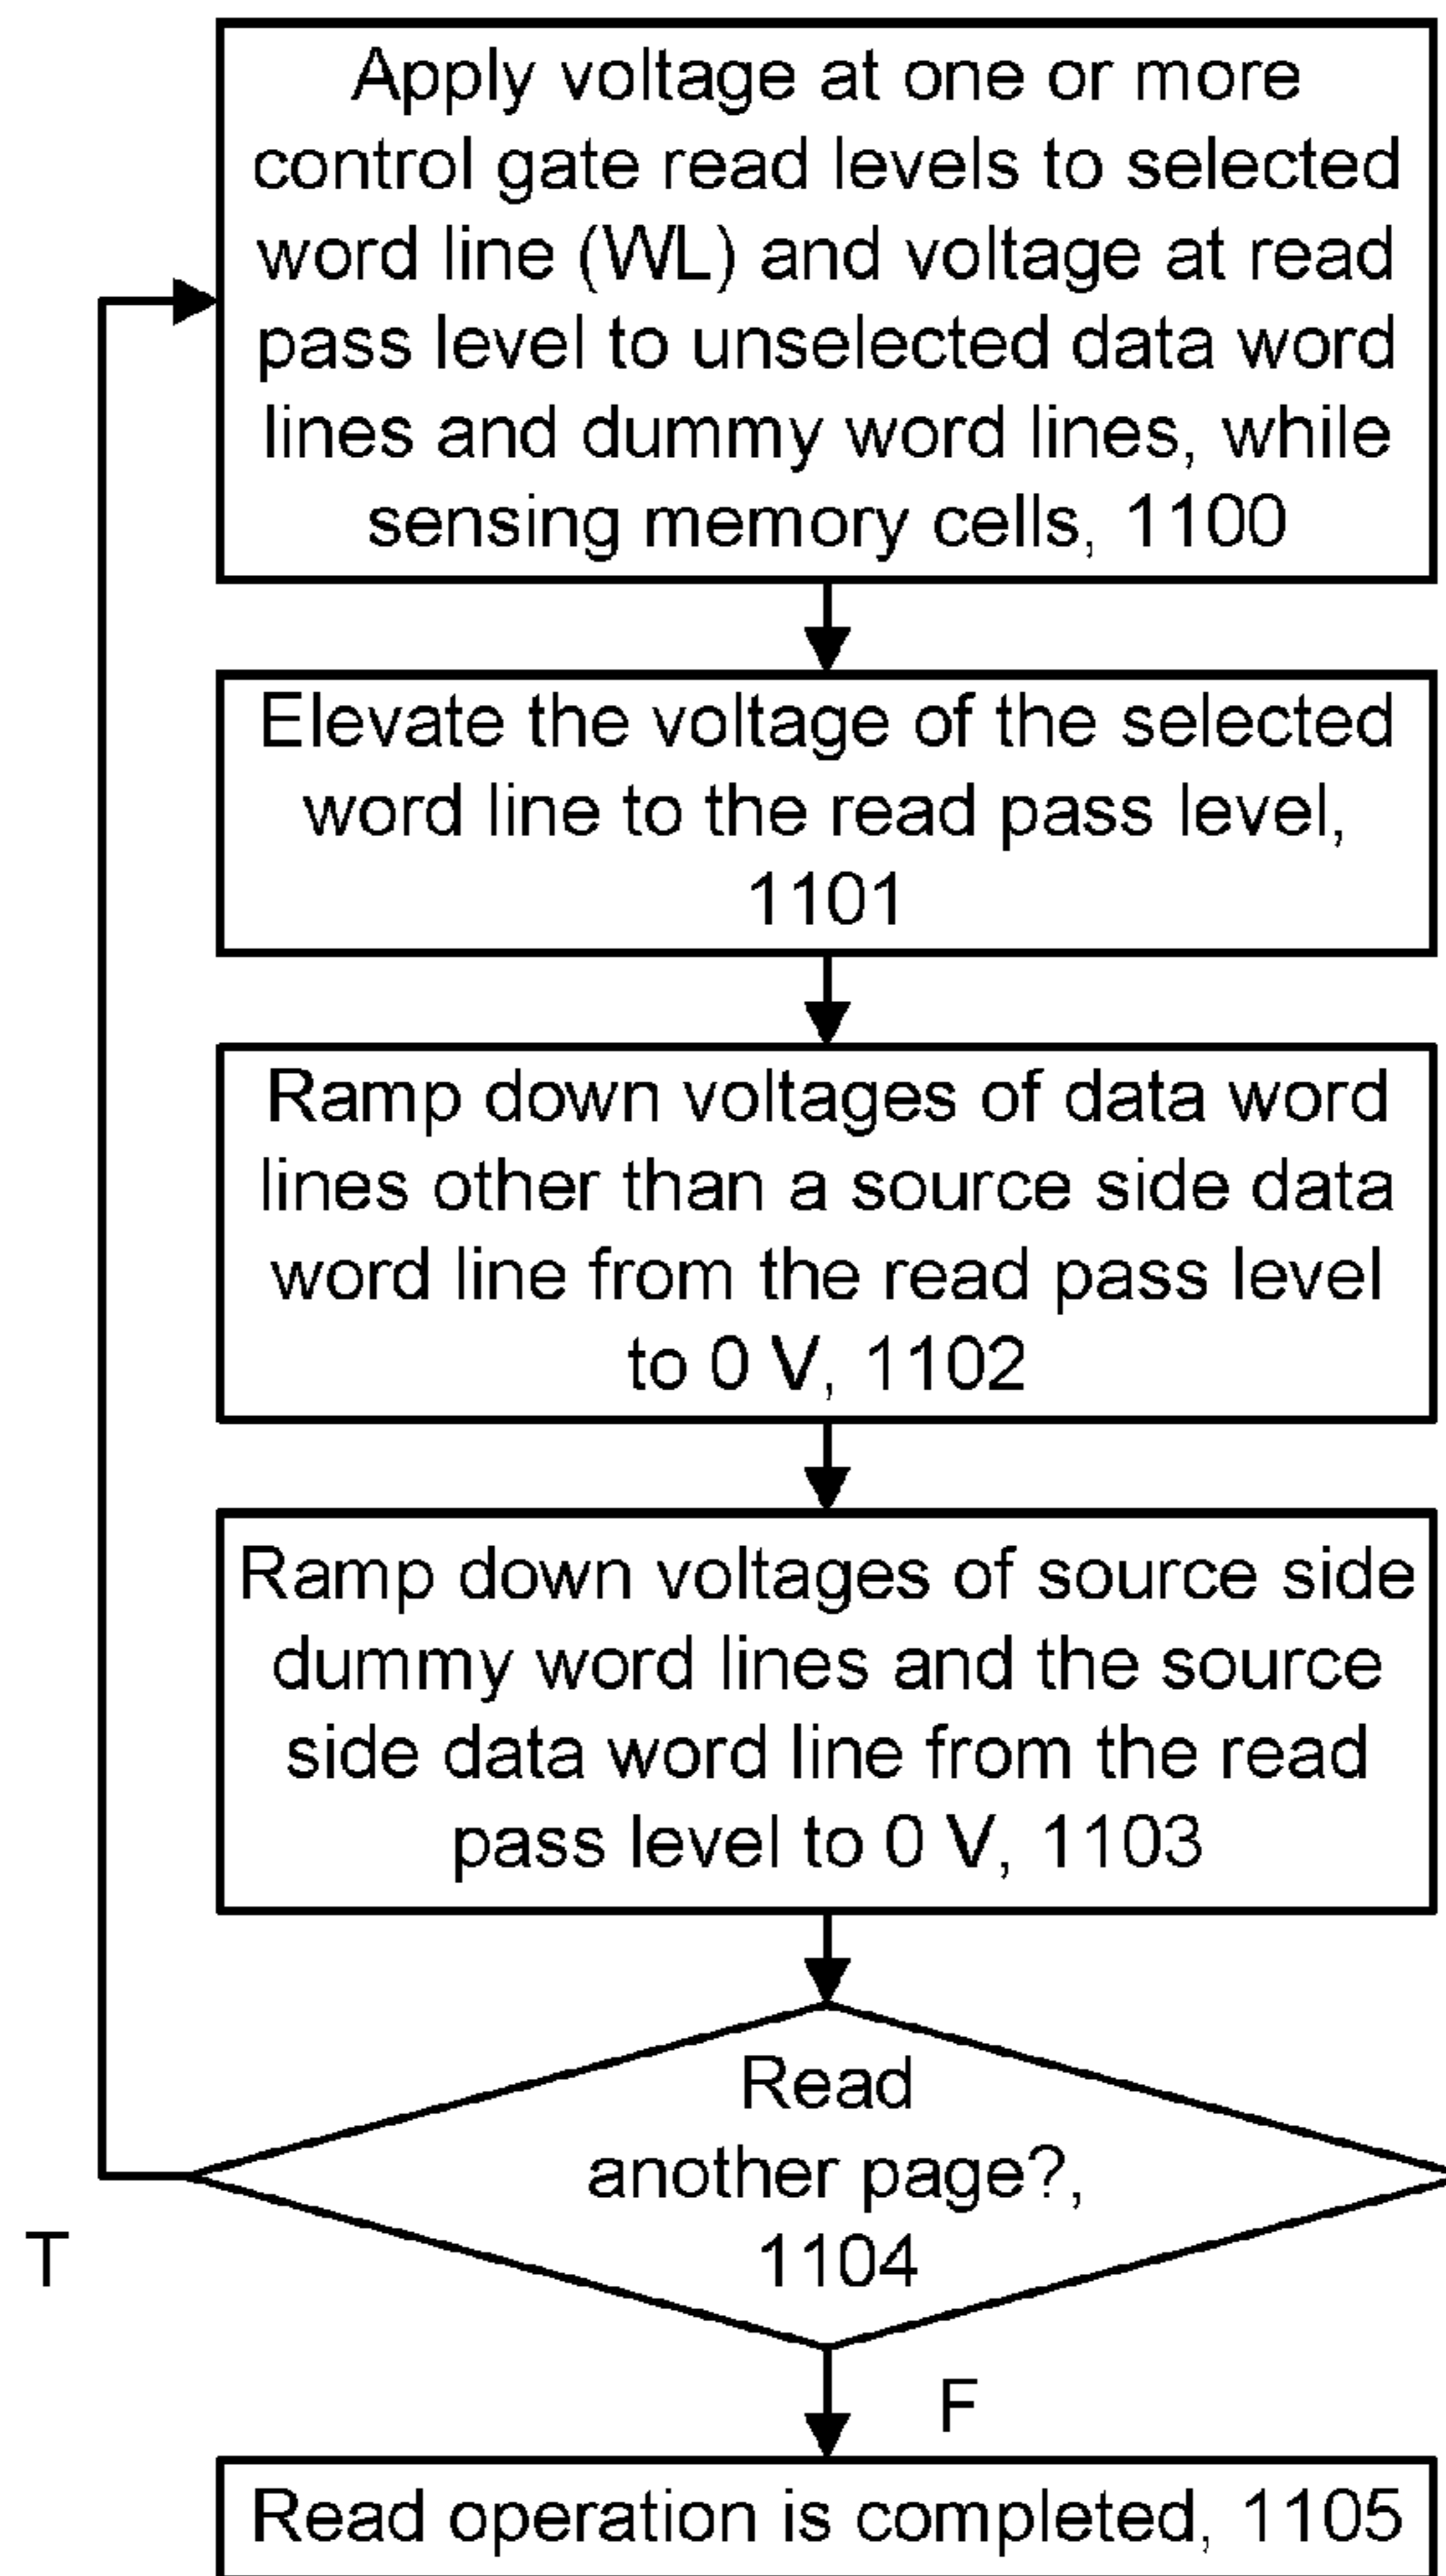 Apply voltage at one or more
control gate read levels to selected
word line (WL) and voltage at read
pass level to unselected data word
lines and dummy word lines, while
sensing memory cells, 1100
Elevate the voltage of the selected
word line to the read pass level,
1101
Ramp down voltages of data word
lines other than a source side data
word line from the read pass level
to 0 V, 1102
Ramp down voltages of source side
dummy word lines and the source
side data word line from the read
pass level to 0 V, 1103
Read
another page?,
1104
T
F
Read operation is completed, 1105